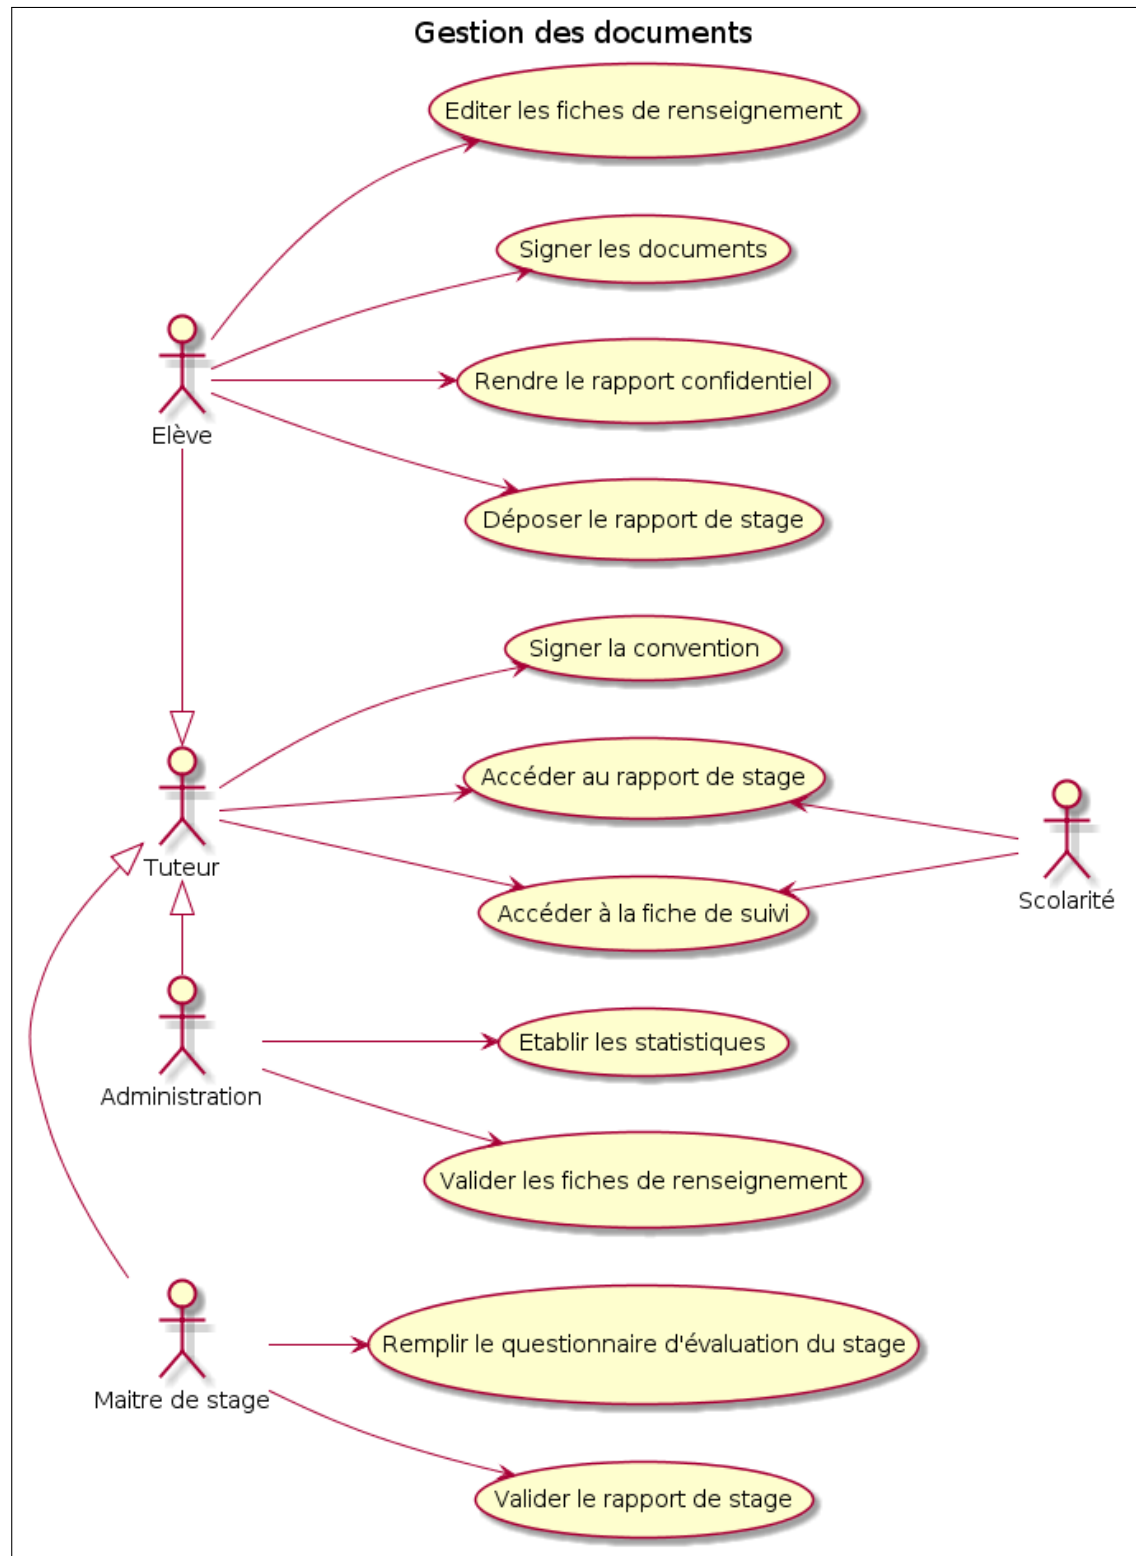 Gestion des documents
Editer les fiches de renseignement
Signer les documents
Rendre le rapport confidentiel
Elève
Déposer le rapport de stage
Signer la convention
Accéder au rapport de stage
Tuteur
Scolarité
Accéder à la fiche de suivi
Etablir les statistiques
Administration
Valider les fiches de renseignement
Remplir le questionnaire d'évaluation du stage
Maitre de stage
Valider le rapport de stage